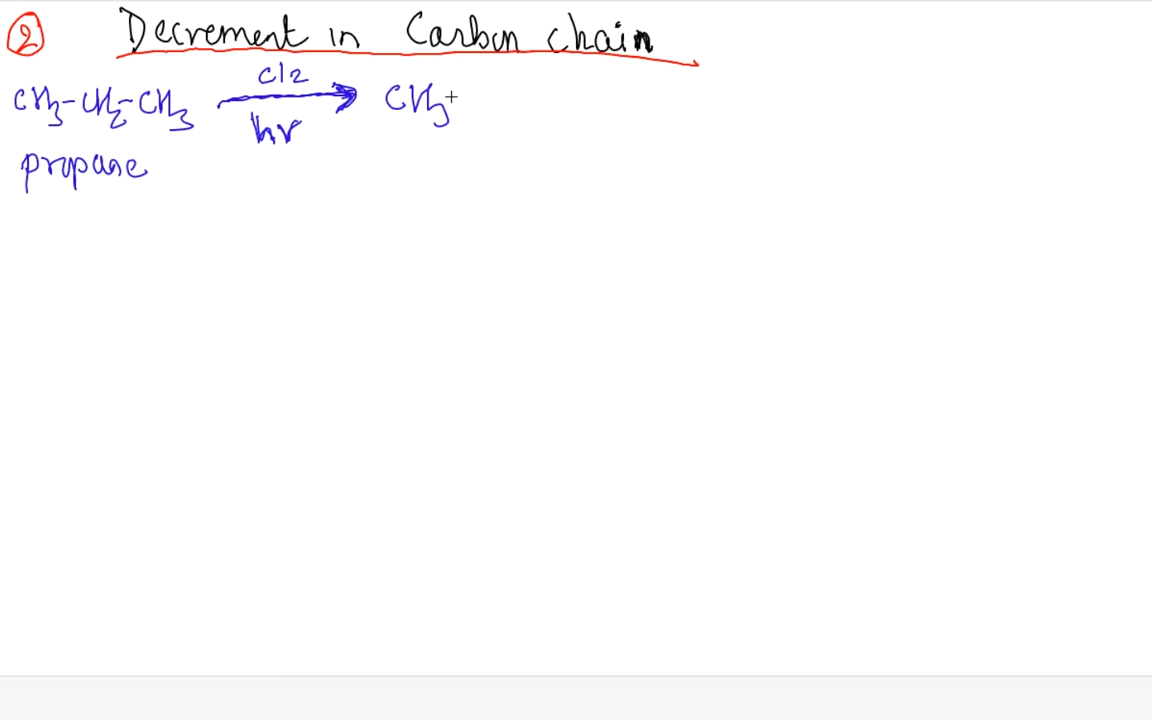 ② Decrement in Carbon chain
CH3-CH2-CH3 Cl2 hv CH3
propane